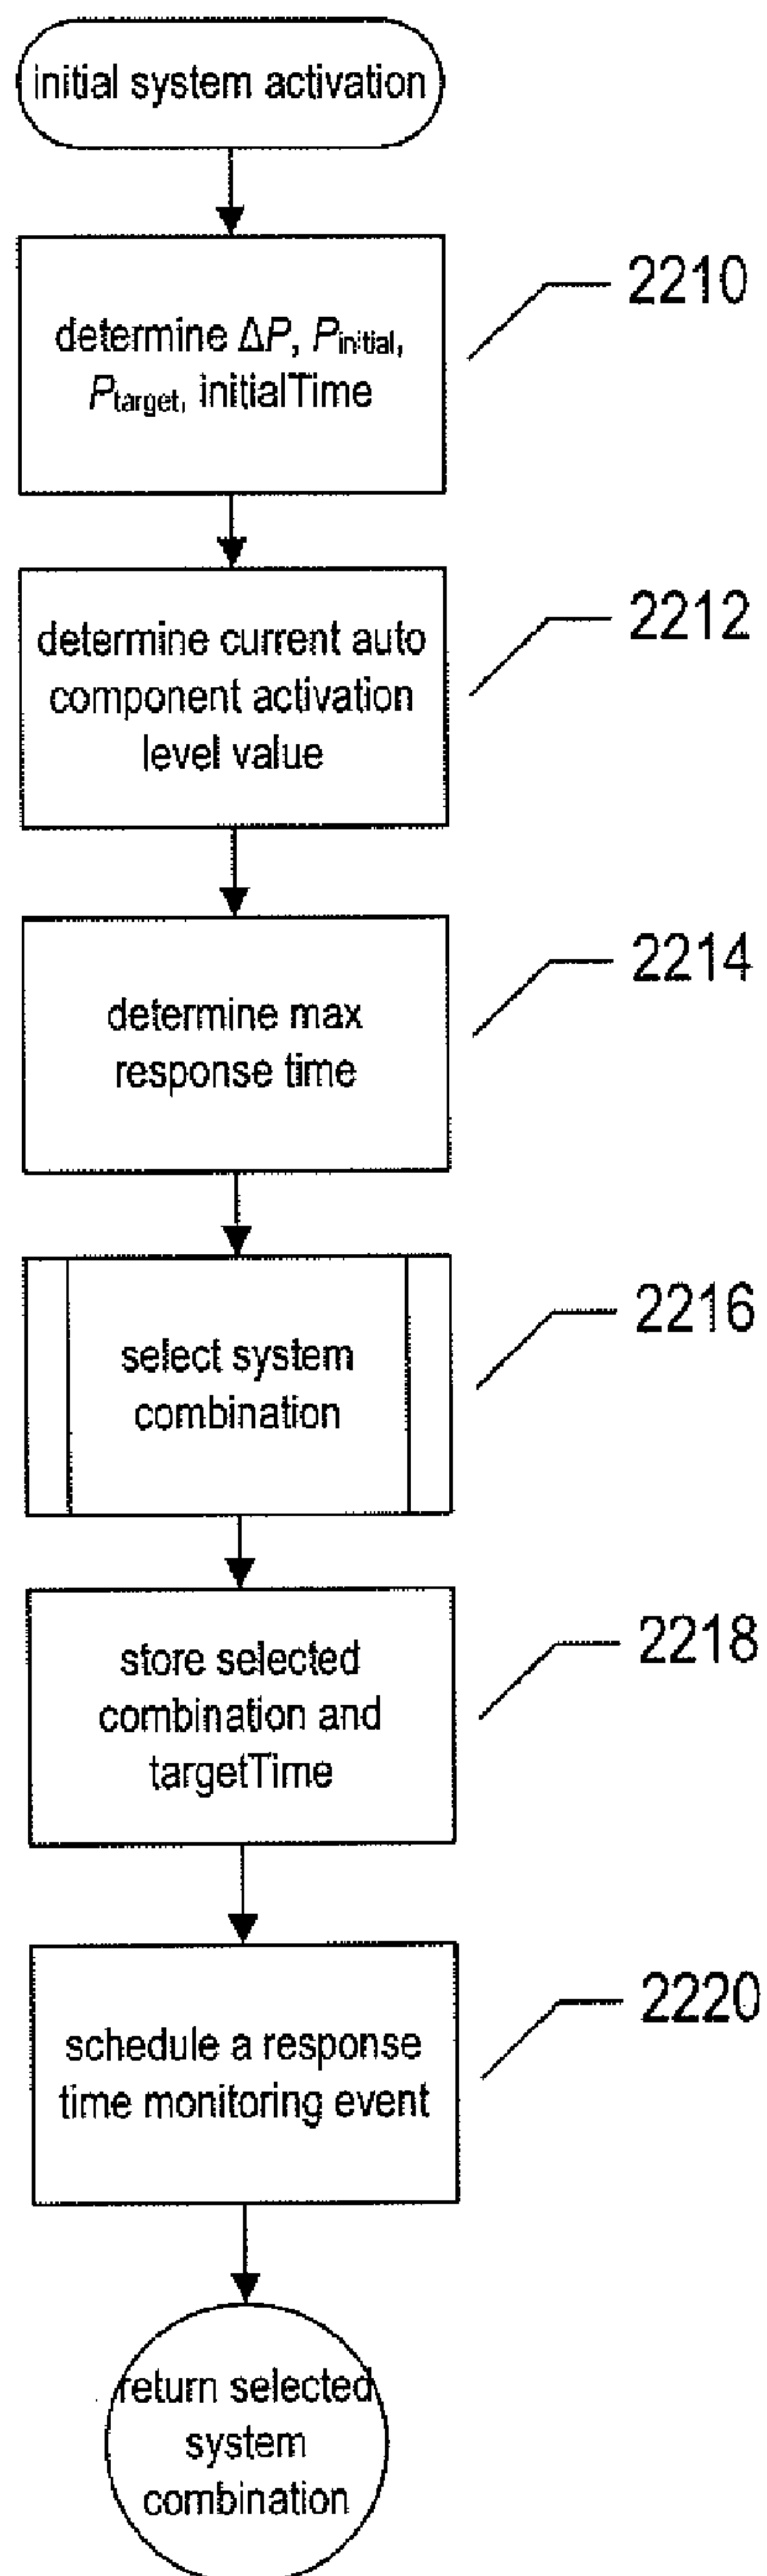 initial system activation
2210
determine ΔP, Pinitial,
Ptarget, initialTime
2212
determine current auto
component activation
level value
2214
determine max
response time
2216
select system
combination
2218
store selected
combination and
targetTime
2220
schedule a response
time monitoring event
return selected
system
combination